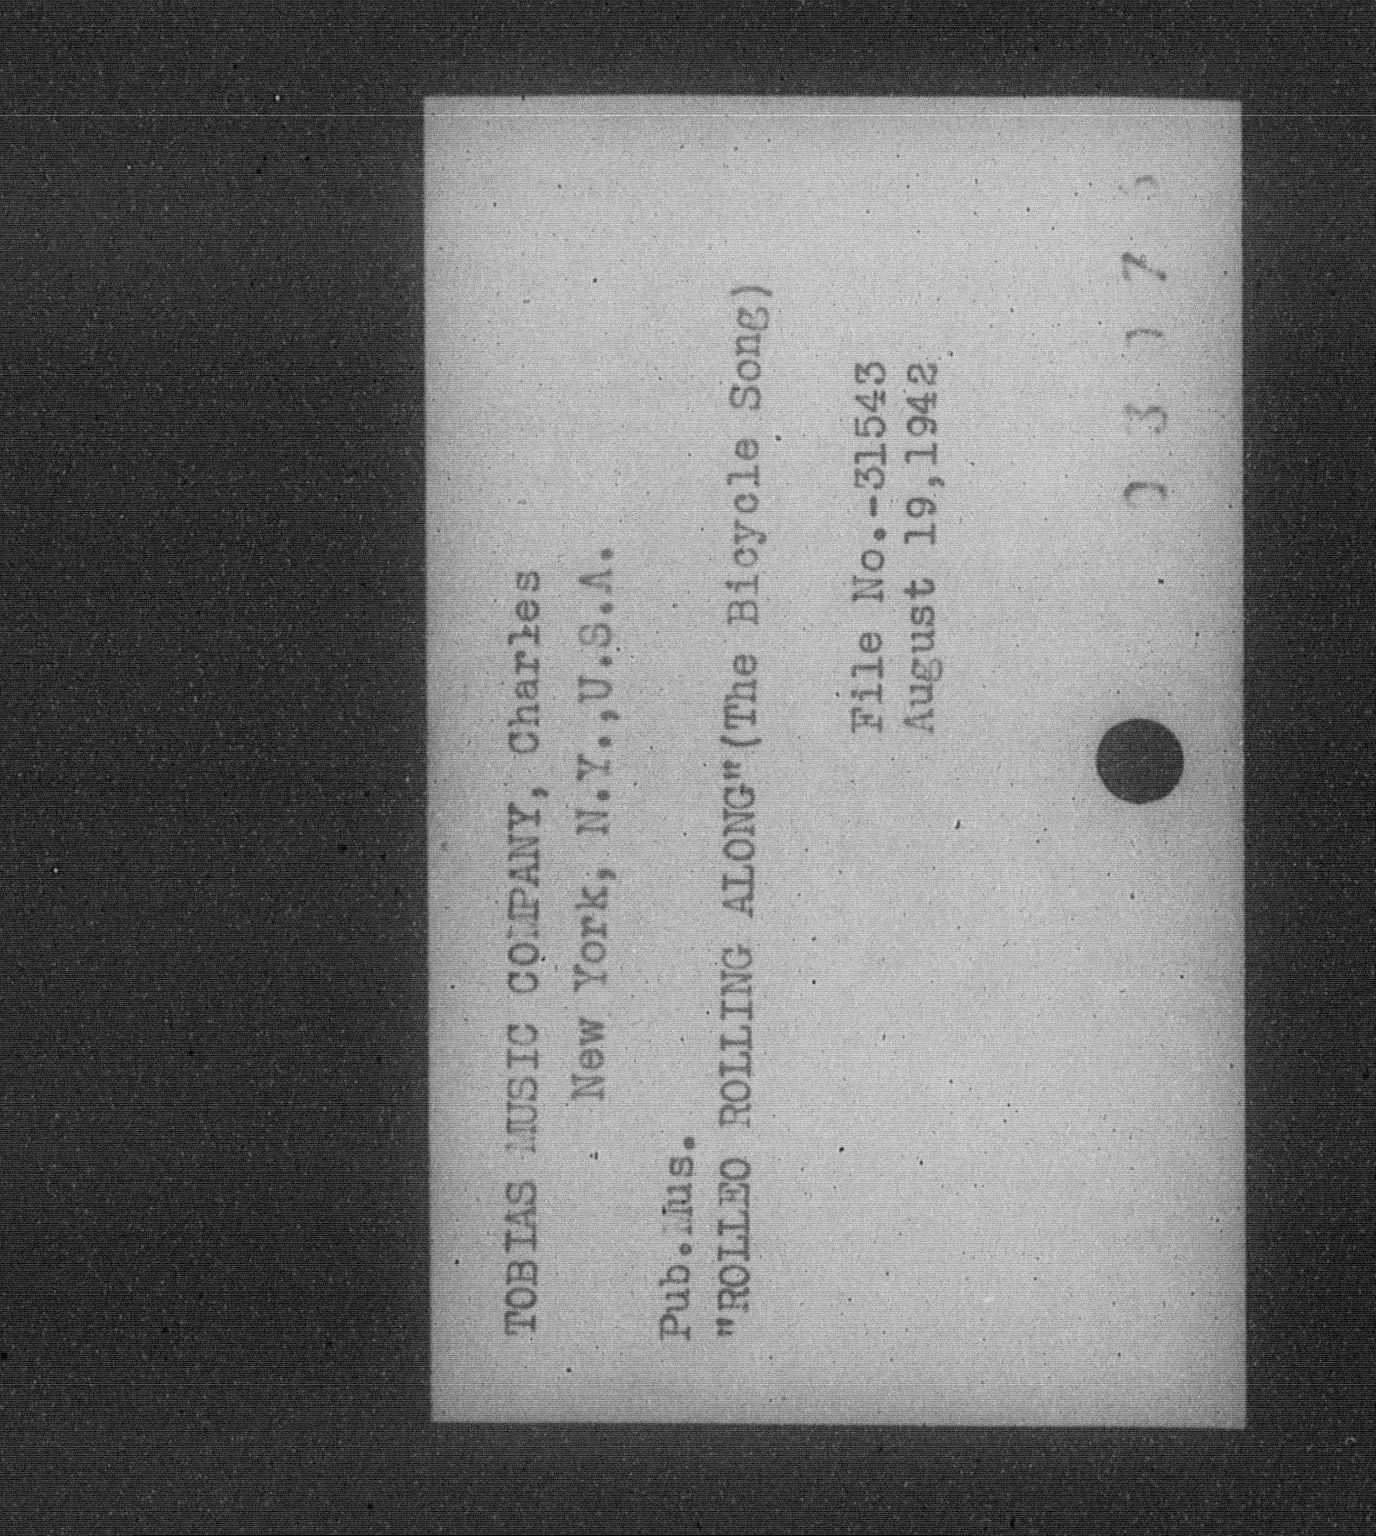 TOBIAS MUSIC COMPANY, Charles
New York, N.Y.,U.S.A.
Pub.Mus.
"ROLLEO ROLLING ALONG"(The Bicycle Song)
File No.-31543
August 19,1942